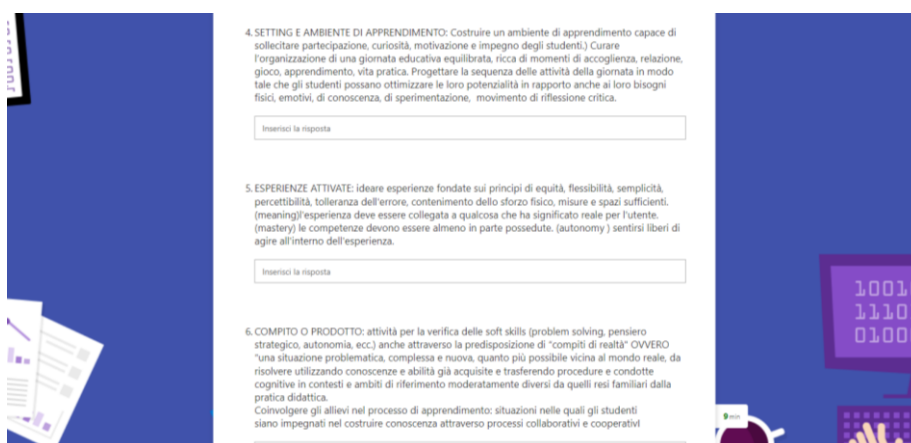 4. SETTING E AMBIENTE DI APPRENDIMENTO: Costruire un ambiente di apprendimento capace di
sollecitare partecipazione, curiosità, motivazione e impegno degli studenti.) Curare
l'organizzazione di una giornata educativa equilibrata, ricca di momenti di accoglienza, relazione,
gioco, apprendimento, vita pratica. Progettare la sequenza delle attività della giornata in modo
tale che gli studenti possano ottimizzare le loro potenzialità in rapporto anche ai loro bisogni
fisici, emotivi, di conoscenza, di sperimentazione, movimento di riflessione critica.
Inserisci la risposta
5. ESPERIENZE ATTIVATE: ideare esperienze fondate sui principi di equità, flessibilità, semplicità,
percettibilità, tolleranza dell'errore, contenimento dello sforzo fisico, misure e spazi sufficienti.
(meaning)l'esperienza deve essere collegata a qualcosa che ha significato reale per l'utente.
(mastery) le competenze devono essere almeno in parte possedute. (autonomy ) sentirsi liberi di
agire all'interno dell'esperienza.
Inserisci la risposta
6. COMPITO O PRODOTTO: attività per la verifica delle soft skills (problem solving, pensiero
strategico, autonomia, ecc.) anche attraverso la predisposizione di "compiti di realtà" OVVERO
"una situazione problematica, complessa e nuova, quanto più possibile vicina al mondo reale, da
risolvere utilizzando conoscenze e abilità già acquisite e trasferendo procedure e condotte
cognitive in contesti e ambiti di riferimento moderatamente diversi da quelli resi familiari dalla
pratica didattica.
Coinvolgere gli allievi nel processo di apprendimento: situazioni nelle quali gli studenti
siano impegnati nel costruire conoscenza attraverso processi collaborativi e cooperativi
1001
1110
0100